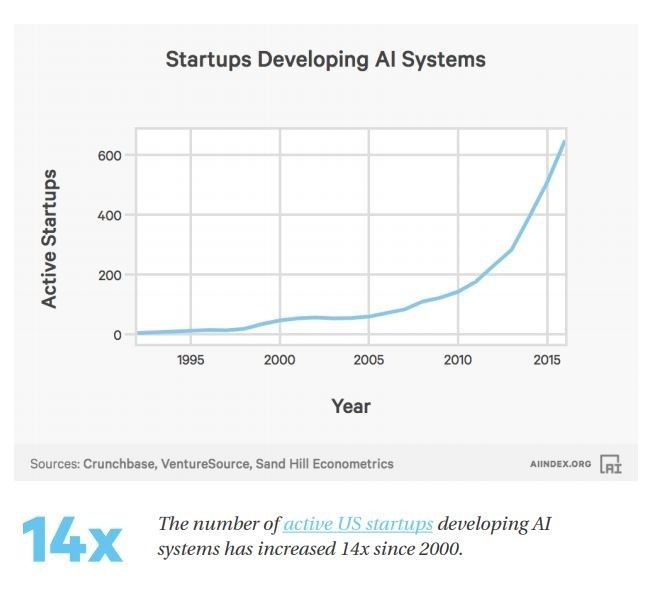 Startups Developing AI Systems
Active Startups
600
400
200
0
1995 2000 2005 2010 2015
Year
Sources: Crunchbase, VentureSource, Sand Hill Econometrics
AIINDEX.ORG AI
14x
The number of active US startups developing AI
systems has increased 14x since 2000.